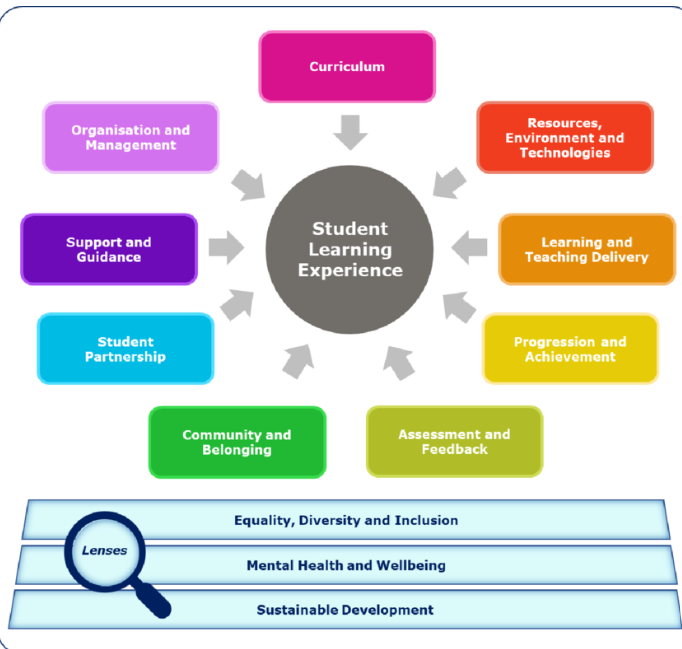 Curriculum
Organisation and
Management
Resources,
Environment and
Technologies
Support and
Guidance
Student
Learning
Experience
Learning and
Teaching Delivery
Student
Partnership
Progression and
Achievement
Community and
Belonging
Assessment and
Feedback
Lenses
Equality, Diversity and Inclusion
Mental Health and Wellbeing
Sustainable Development